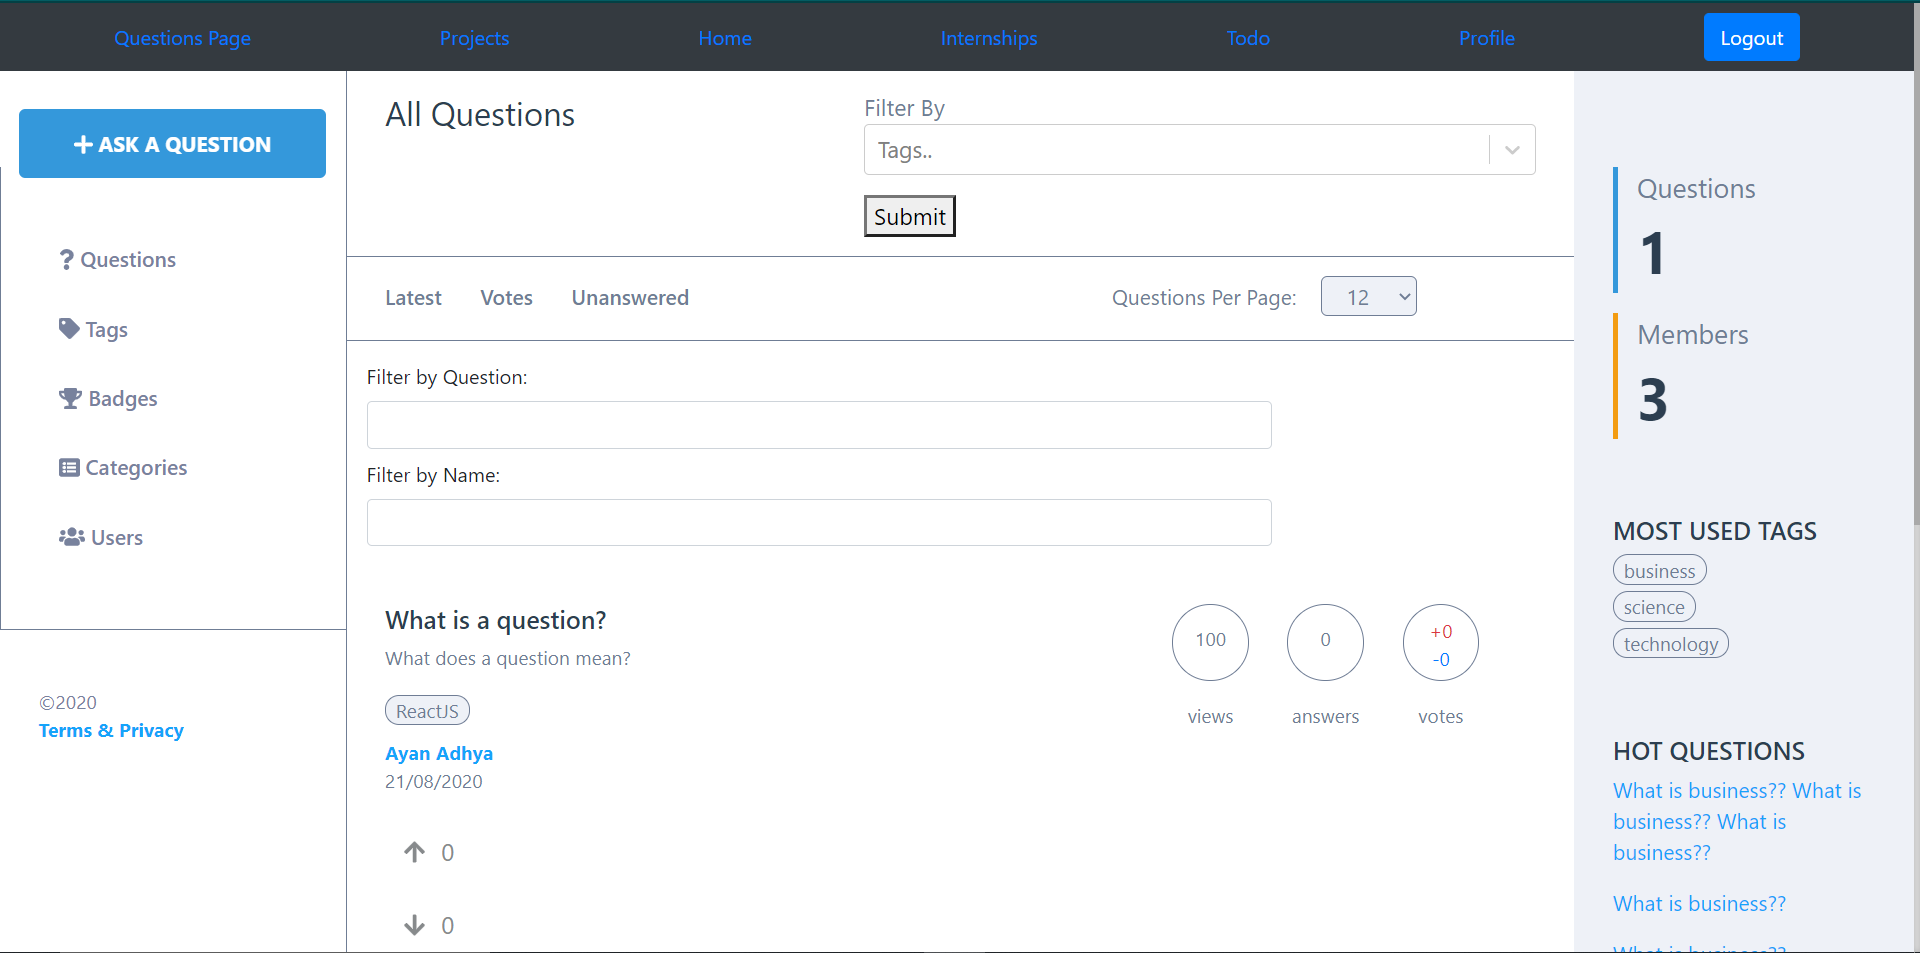 Questions Page Projects Home Internships Todo Profile Logout
ASK A QUESTION
Questions
Tags
Badges
Categories
Users
©2020
Terms & Privacy
All Questions
Filter By
Tags..
Submit
Latest Votes Unanswered Questions Per Page: 12
Filter by Question:
Filter by Name:
What is a question?
What does a question mean?
ReactJS
Ayan Adhya
21/08/2020
0
0
100
views
0
answers
+0
-0
votes
Questions
1
Members
3
MOST USED TAGS
business
science
technology
HOT QUESTIONS
What is business?? What is
business?? What is
business??
What is business??
What is business??